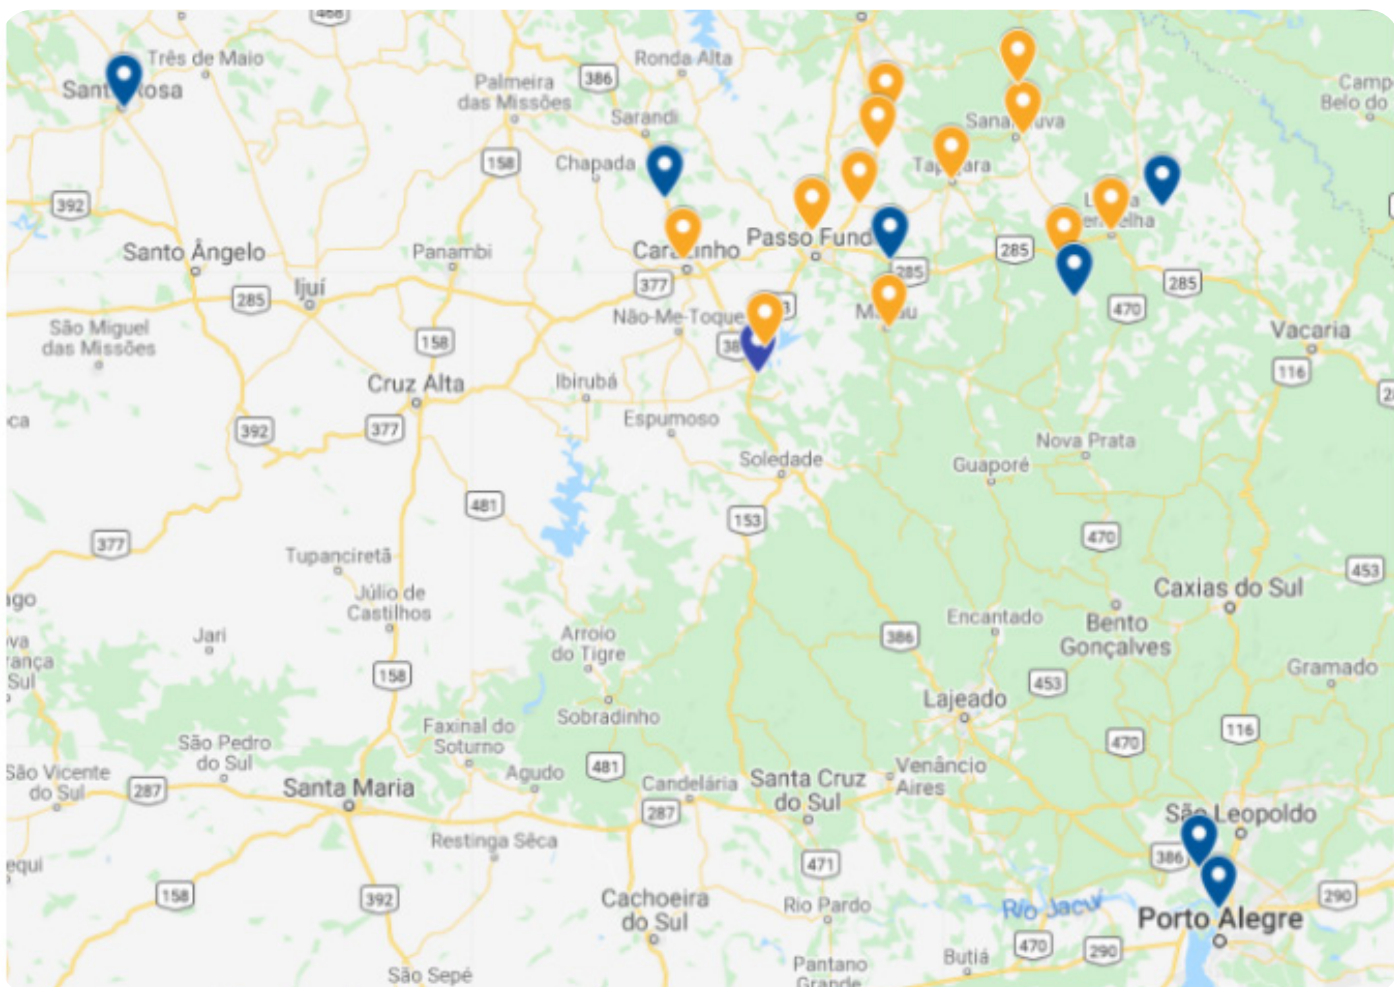 468
Três de Maio
Ronda Alta
386
Palmeira
das Missões
Sarandi
158
Chapada
392
Santo Ângelo
Panambi
Passo Fund
285
285
Ijuí
285
377
285
470
São Miguel
das Missões
Não-Me-Toque
158
Vacaria
116
Cruz Alta
Ibirubá
Espumoso
392
377
Nova Prata
Soledade
Guaporé
481
153
377
470
Tupanciretã
453
Júlio de
Castilhos
Caxias do Sul
Encantado
Bento
Gonçalves
Jari
Arroio
do Tigre
386
Gramado
158
453
Lajeado
Sobradinho
Faxinal do
Soturno
116
São Pedro
do Sul
470
São Vicente
do Sul
287
Santa Maria
481
Agudo
Candelária
Santa Cruz
do Sul
Venâncio
Aires
287
São Leopoldo
Restinga Sêca
386
471
158
392
Cachoeira
do Sul
Rio Pardo
Rio Jacuí
290
Porto Alegre
470
290
Butiá
São Sepé
Pantano
Grande